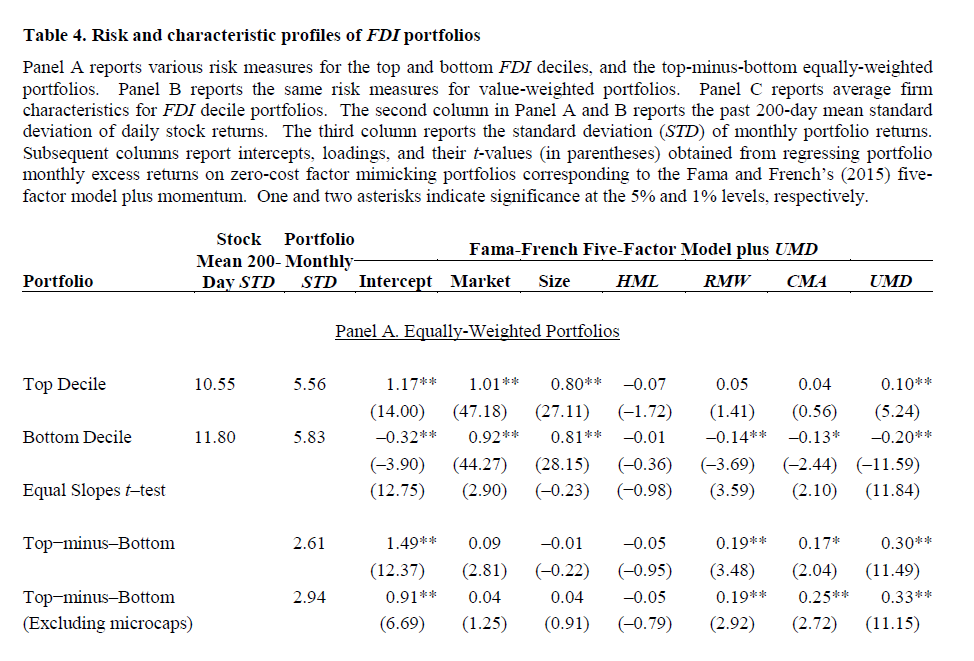 Table 4. Risk and characteristic profiles of FDI portfolios
Panel A reports various risk measures for the top and bottom FDI deciles, and the top-minus-bottom equally-weighted
portfolios. Panel B reports the same risk measures for value-weighted portfolios. Panel C reports average firm
characteristics for FDI decile portfolios. The second column in Panel A and B reports the past 200-day mean standard
deviation of daily stock returns. The third column reports the standard deviation (STD) of monthly portfolio returns.
Subsequent columns report intercepts, loadings, and their t-values (in parentheses) obtained from regressing portfolio
monthly excess returns on zero-cost factor mimicking portfolios corresponding to the Fama and French's (2015) five-
factor model plus momentum. One and two asterisks indicate significance at the 5% and 1% levels, respectively.
Stock Portfolio
Mean 200- Monthly Fama-French Five-Factor Model plus UMD
Portfolio Day STD STD Intercept Market Size HML RMW CMA UMD
Panel A. Equally-Weighted Portfolios
Top Decile 10.55 5.56 1.17** 1.01** 0.80** −0.07 0.05 0.04 0.10**
(14.00) (47.18) (27.11) (−1.72) (1.41) (0.56) (5.24)
Bottom Decile 11.80 5.83 −0.32** 0.92** 0.81** −0.01 −0.14** −0.13* −0.20**
(−3.90) (44.27) (28.15) (−0.36) (−3.69) (−2.44) (−11.59)
Equal Slopes t–test (12.75) (2.90) (−0.23) (−0.98) (3.59) (2.10) (11.84)
Top−minus–Bottom 2.61 1.49** 0.09 −0.01 −0.05 0.19** 0.17* 0.30**
(12.37) (2.81) (−0.22) (−0.95) (3.48) (2.04) (11.49)
Top−minus–Bottom 2.94 0.91** 0.04 0.04 −0.05 0.19** 0.25** 0.33**
(Excluding microcaps) (6.69) (1.25) (0.91) (−0.79) (2.92) (2.72) (11.15)